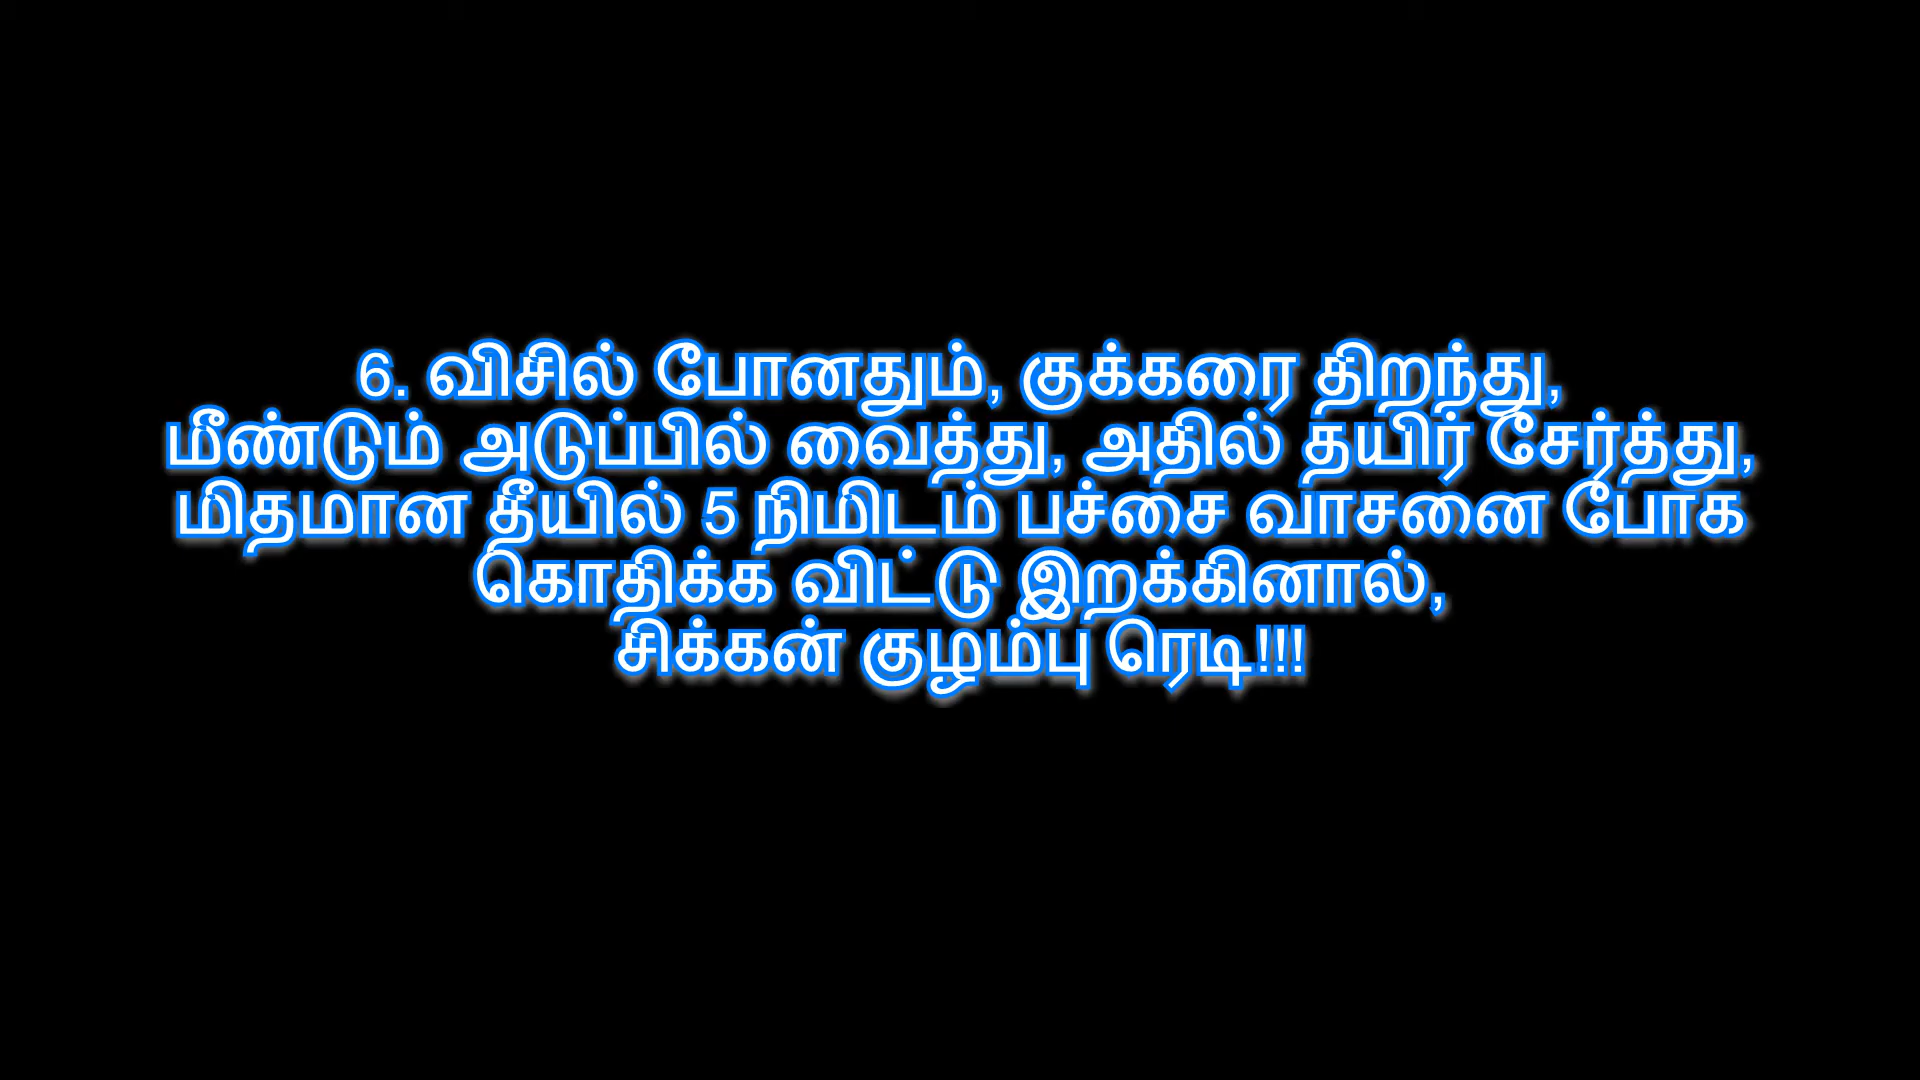 6. விசில் போனதும், குக்கரை திறந்து,
மீண்டும் அடுப்பில் வைத்து, அதில் தயிர் சேர்த்து,
மிதமான தீயில் 5 நிமிடம் பச்சை வாசனை போக
கொதிக்க விட்டு இறக்கினால்,
சிக்கன் குழம்பு ரெடி!!!